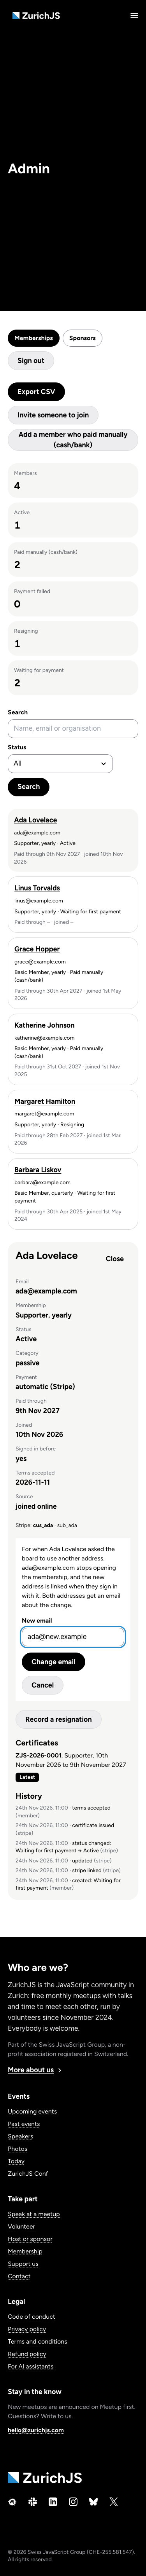 ZurichJS
Admin
Memberships
Sponsors
Sign out
Export CSV
Invite someone to join
Add a member who paid manually
(cash/bank)
Members
4
Active
1
Paid manually (cash/bank)
2
Payment failed
0
Resigning
1
Waiting for payment
2
Search
Name, email or organisation
Status
All
Search
Ada Lovelace
ada@example.com
Supporter, yearly · Active
Paid through 9th Nov 2027 · joined 10th Nov
2026
Linus Torvalds
linus@example.com
Supporter, yearly · Waiting for first payment
Paid through – · joined –
Grace Hopper
grace@example.com
Basic Member, yearly · Paid manually
(cash/bank)
Paid through 30th Apr 2027 · joined 1st May
2026
Katherine Johnson
katherine@example.com
Basic Member, yearly · Paid manually
(cash/bank)
Paid through 31st Oct 2027 · joined 1st Nov
2025
Margaret Hamilton
margaret@example.com
Supporter, yearly · Resigning
Paid through 28th Feb 2027 · joined 1st Mar
2026
Barbara Liskov
barbara@example.com
Basic Member, quarterly · Waiting for first
payment
Paid through 30th Apr 2025 · joined 1st May
2024
Ada Lovelace
Close
Email
ada@example.com
Membership
Supporter, yearly
Status
Active
Category
passive
Payment
automatic (Stripe)
Paid through
9th Nov 2027
Joined
10th Nov 2026
Signed in before
yes
Terms accepted
2026-11-11
Source
joined online
Stripe: cus_ada · sub_ada
For when Ada Lovelace asked the
board to use another address.
ada@example.com stops opening
the membership, and the new
address is linked when they sign in
with it. Both addresses get an email
about the change.
New email
ada@new.example
Change email
Cancel
Record a resignation
Certificates
ZJS-2026-0001, Supporter, 10th
November 2026 to 9th November 2027
Latest
History
24th Nov 2026, 11:00 · terms accepted
(member)
24th Nov 2026, 11:00 · certificate issued
(stripe)
24th Nov 2026, 11:00 · status changed:
Waiting for first payment → Active (stripe)
24th Nov 2026, 11:00 · updated (stripe)
24th Nov 2026, 11:00 · stripe linked (stripe)
24th Nov 2026, 11:00 · created: Waiting for
first payment (member)
Who are we?
ZurichJS is the JavaScript community in
Zurich: free monthly meetups with talks
and time to meet each other, run by
volunteers since November 2024.
Everybody is welcome.
Part of the Swiss JavaScript Group, a non-
profit association registered in Switzerland.
More about us
Events
Upcoming events
Past events
Speakers
Photos
Today
ZurichJS Conf
Take part
Speak at a meetup
Volunteer
Host or sponsor
Membership
Support us
Contact
Legal
Code of conduct
Privacy policy
Terms and conditions
Refund policy
For AI assistants
Stay in the know
New meetups are announced on Meetup first.
Questions? Write to us.
hello@zurichjs.com
ZurichJS
© 2026 Swiss JavaScript Group (CHE-255.581.547).
All rights reserved.